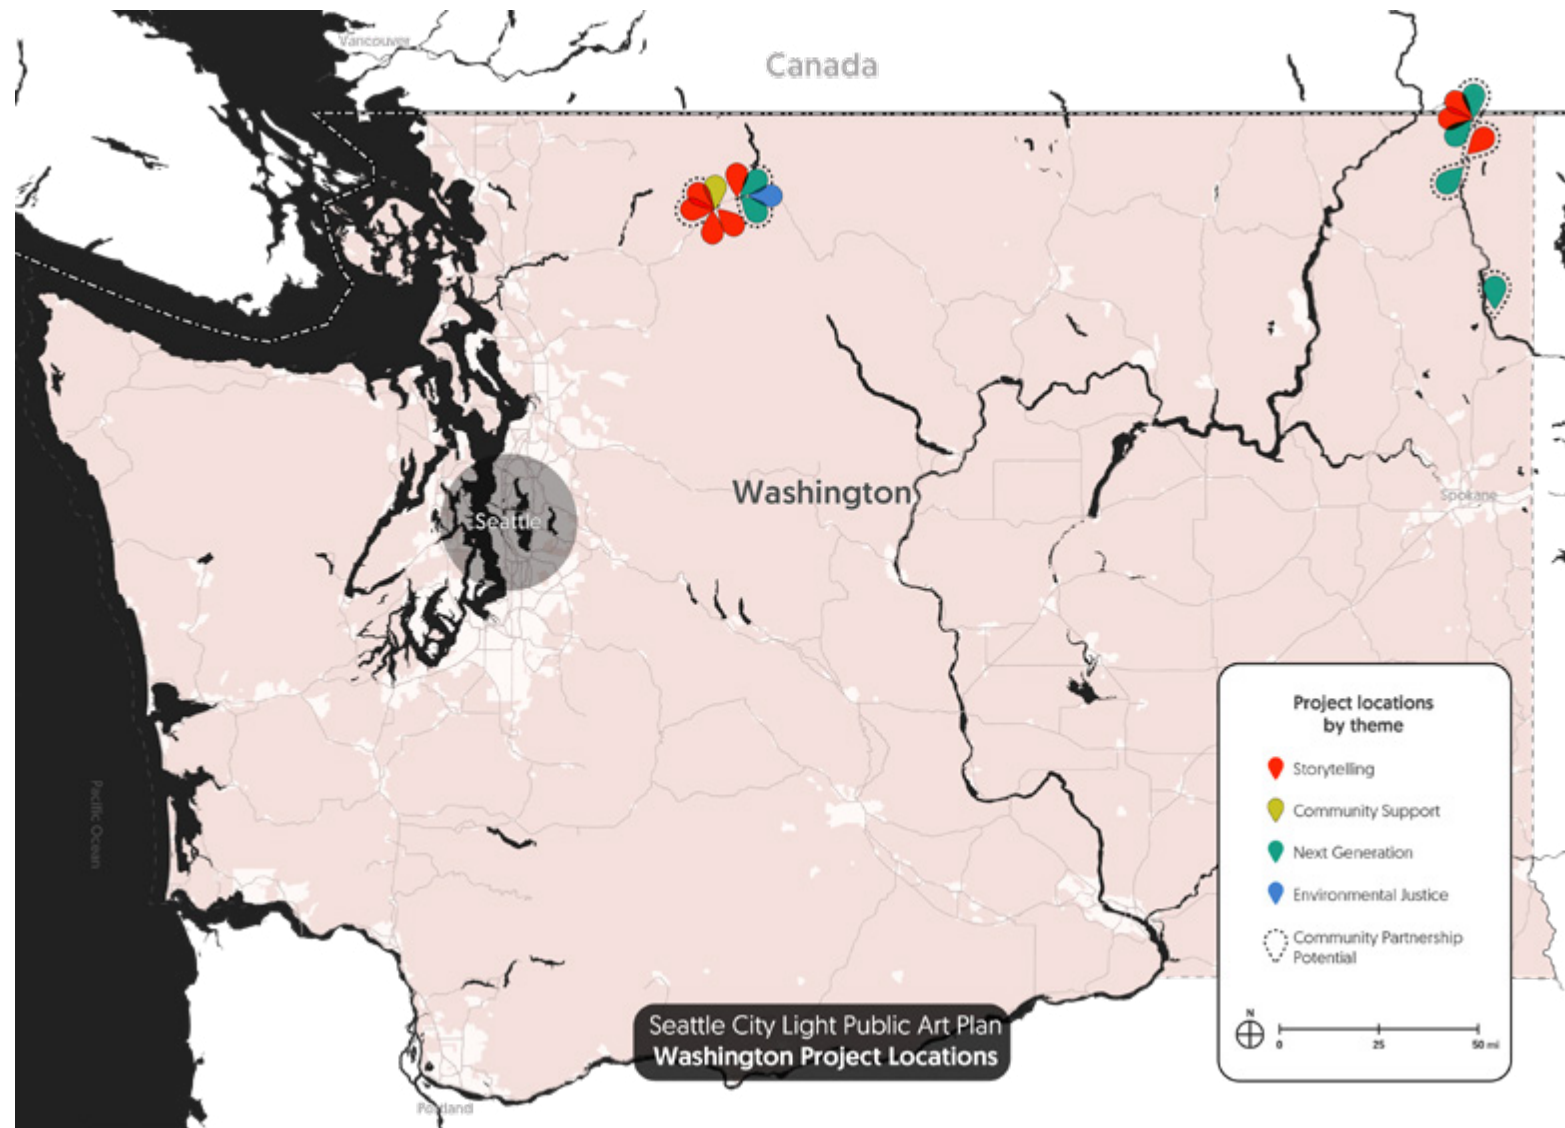 Vancouver
Canada
Washington
Seattle
Spokane
Pacific Ocean
Portland
Seattle City Light Public Art Plan
Washington Project Locations
Project locations
by theme
Storytelling
Community Support
Next Generation
Environmental Justice
Community Partnership
Potential
N
0 25 50 mi